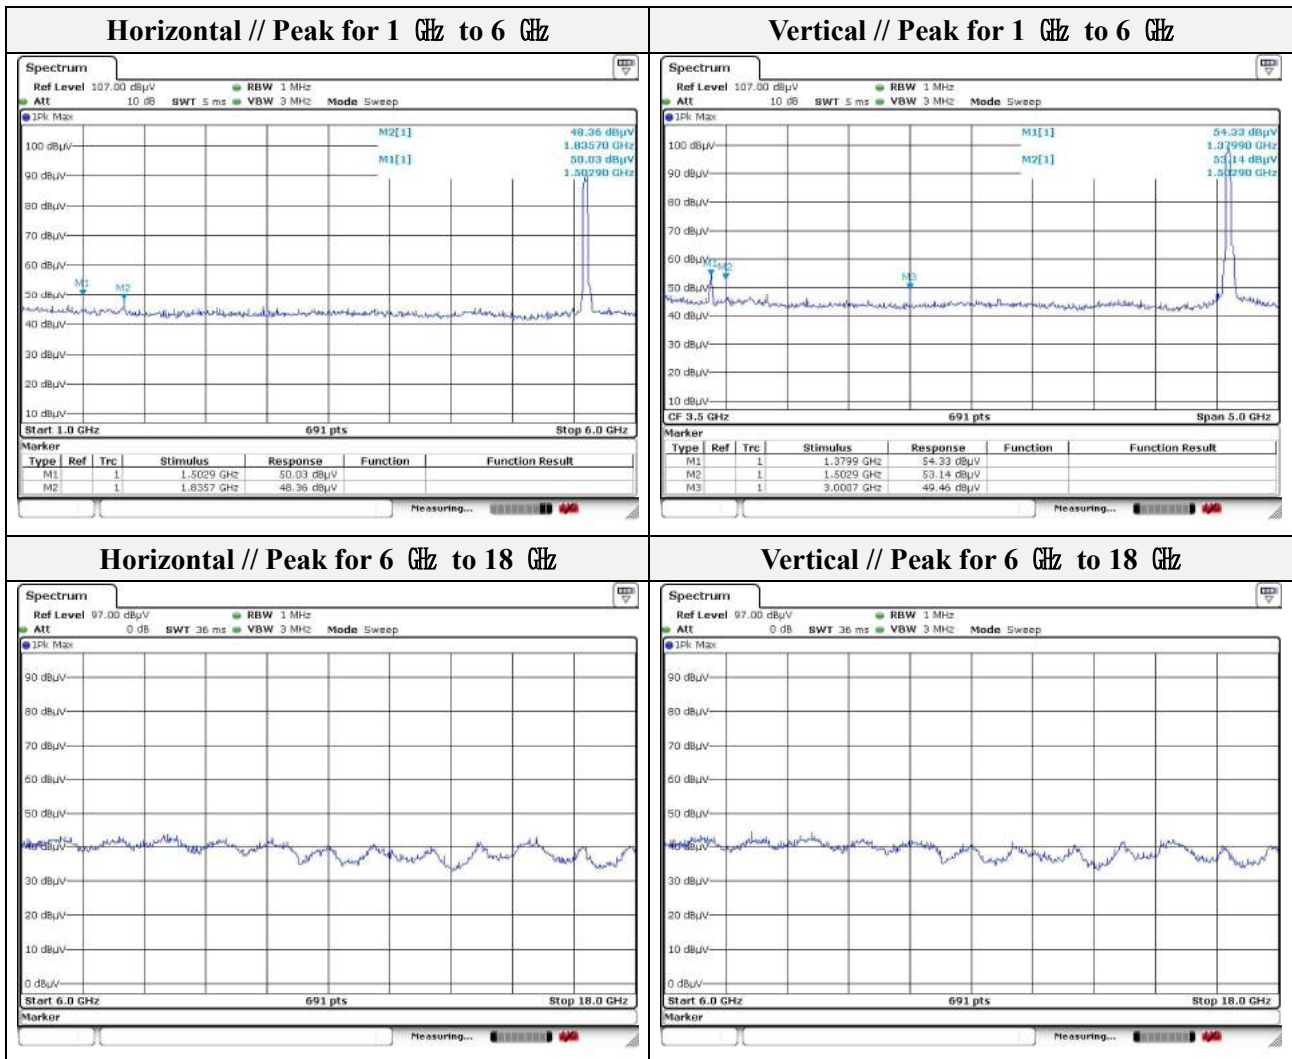 Horizontal // Peak for 1 ㎓ to 6 ㎓
Spectrum
Ref Level 107.00 dBµV RBW 1 MHz
Att 10 dB SWT 5 ms VBW 3 MHz Mode Sweep
1Pk Max
M2[1] 48.36 dBµV
1.83570 GHz
M1[1] 50.03 dBµV
1.50290 GHz
100 dBµV
90 dBµV
80 dBµV
70 dBµV
60 dBµV
M1 M2
50 dBµV
40 dBµV
30 dBµV
20 dBµV
10 dBµV
Start 1.0 GHz 691 pts Stop 6.0 GHz
Marker
Type Ref Trc Stimulus Response Function Function Result
M1 1 1.5029 GHz 50.03 dBµV
M2 1 1.8357 GHz 48.36 dBµV
Measuring...
Vertical // Peak for 1 ㎓ to 6 ㎓
Spectrum
Ref Level 107.00 dBµV RBW 1 MHz
Att 10 dB SWT 5 ms VBW 3 MHz Mode Sweep
1Pk Max
M1[1] 54.33 dBµV
1.37990 GHz
M2[1] 53.14 dBµV
1.50290 GHz
100 dBµV
90 dBµV
80 dBµV
70 dBµV
60 dBµV
M1 M2 M3
50 dBµV
40 dBµV
30 dBµV
20 dBµV
10 dBµV
CF 3.5 GHz 691 pts Span 5.0 GHz
Marker
Type Ref Trc Stimulus Response Function Function Result
M1 1 1.3799 GHz 54.33 dBµV
M2 1 1.5029 GHz 53.14 dBµV
M3 1 3.0007 GHz 49.46 dBµV
Measuring...
Horizontal // Peak for 6 ㎓ to 18 ㎓
Spectrum
Ref Level 97.00 dBµV RBW 1 MHz
Att 0 dB SWT 36 ms VBW 3 MHz Mode Sweep
1Pk Max
90 dBµV
80 dBµV
70 dBµV
60 dBµV
50 dBµV
40 dBµV
30 dBµV
20 dBµV
10 dBµV
0 dBµV
Start 6.0 GHz 691 pts Stop 18.0 GHz
Marker
Measuring...
Vertical // Peak for 6 ㎓ to 18 ㎓
Spectrum
Ref Level 97.00 dBµV RBW 1 MHz
Att 0 dB SWT 36 ms VBW 3 MHz Mode Sweep
1Pk Max
90 dBµV
80 dBµV
70 dBµV
60 dBµV
50 dBµV
40 dBµV
30 dBµV
20 dBµV
10 dBµV
0 dBµV
Start 6.0 GHz 691 pts Stop 18.0 GHz
Marker
Measuring...